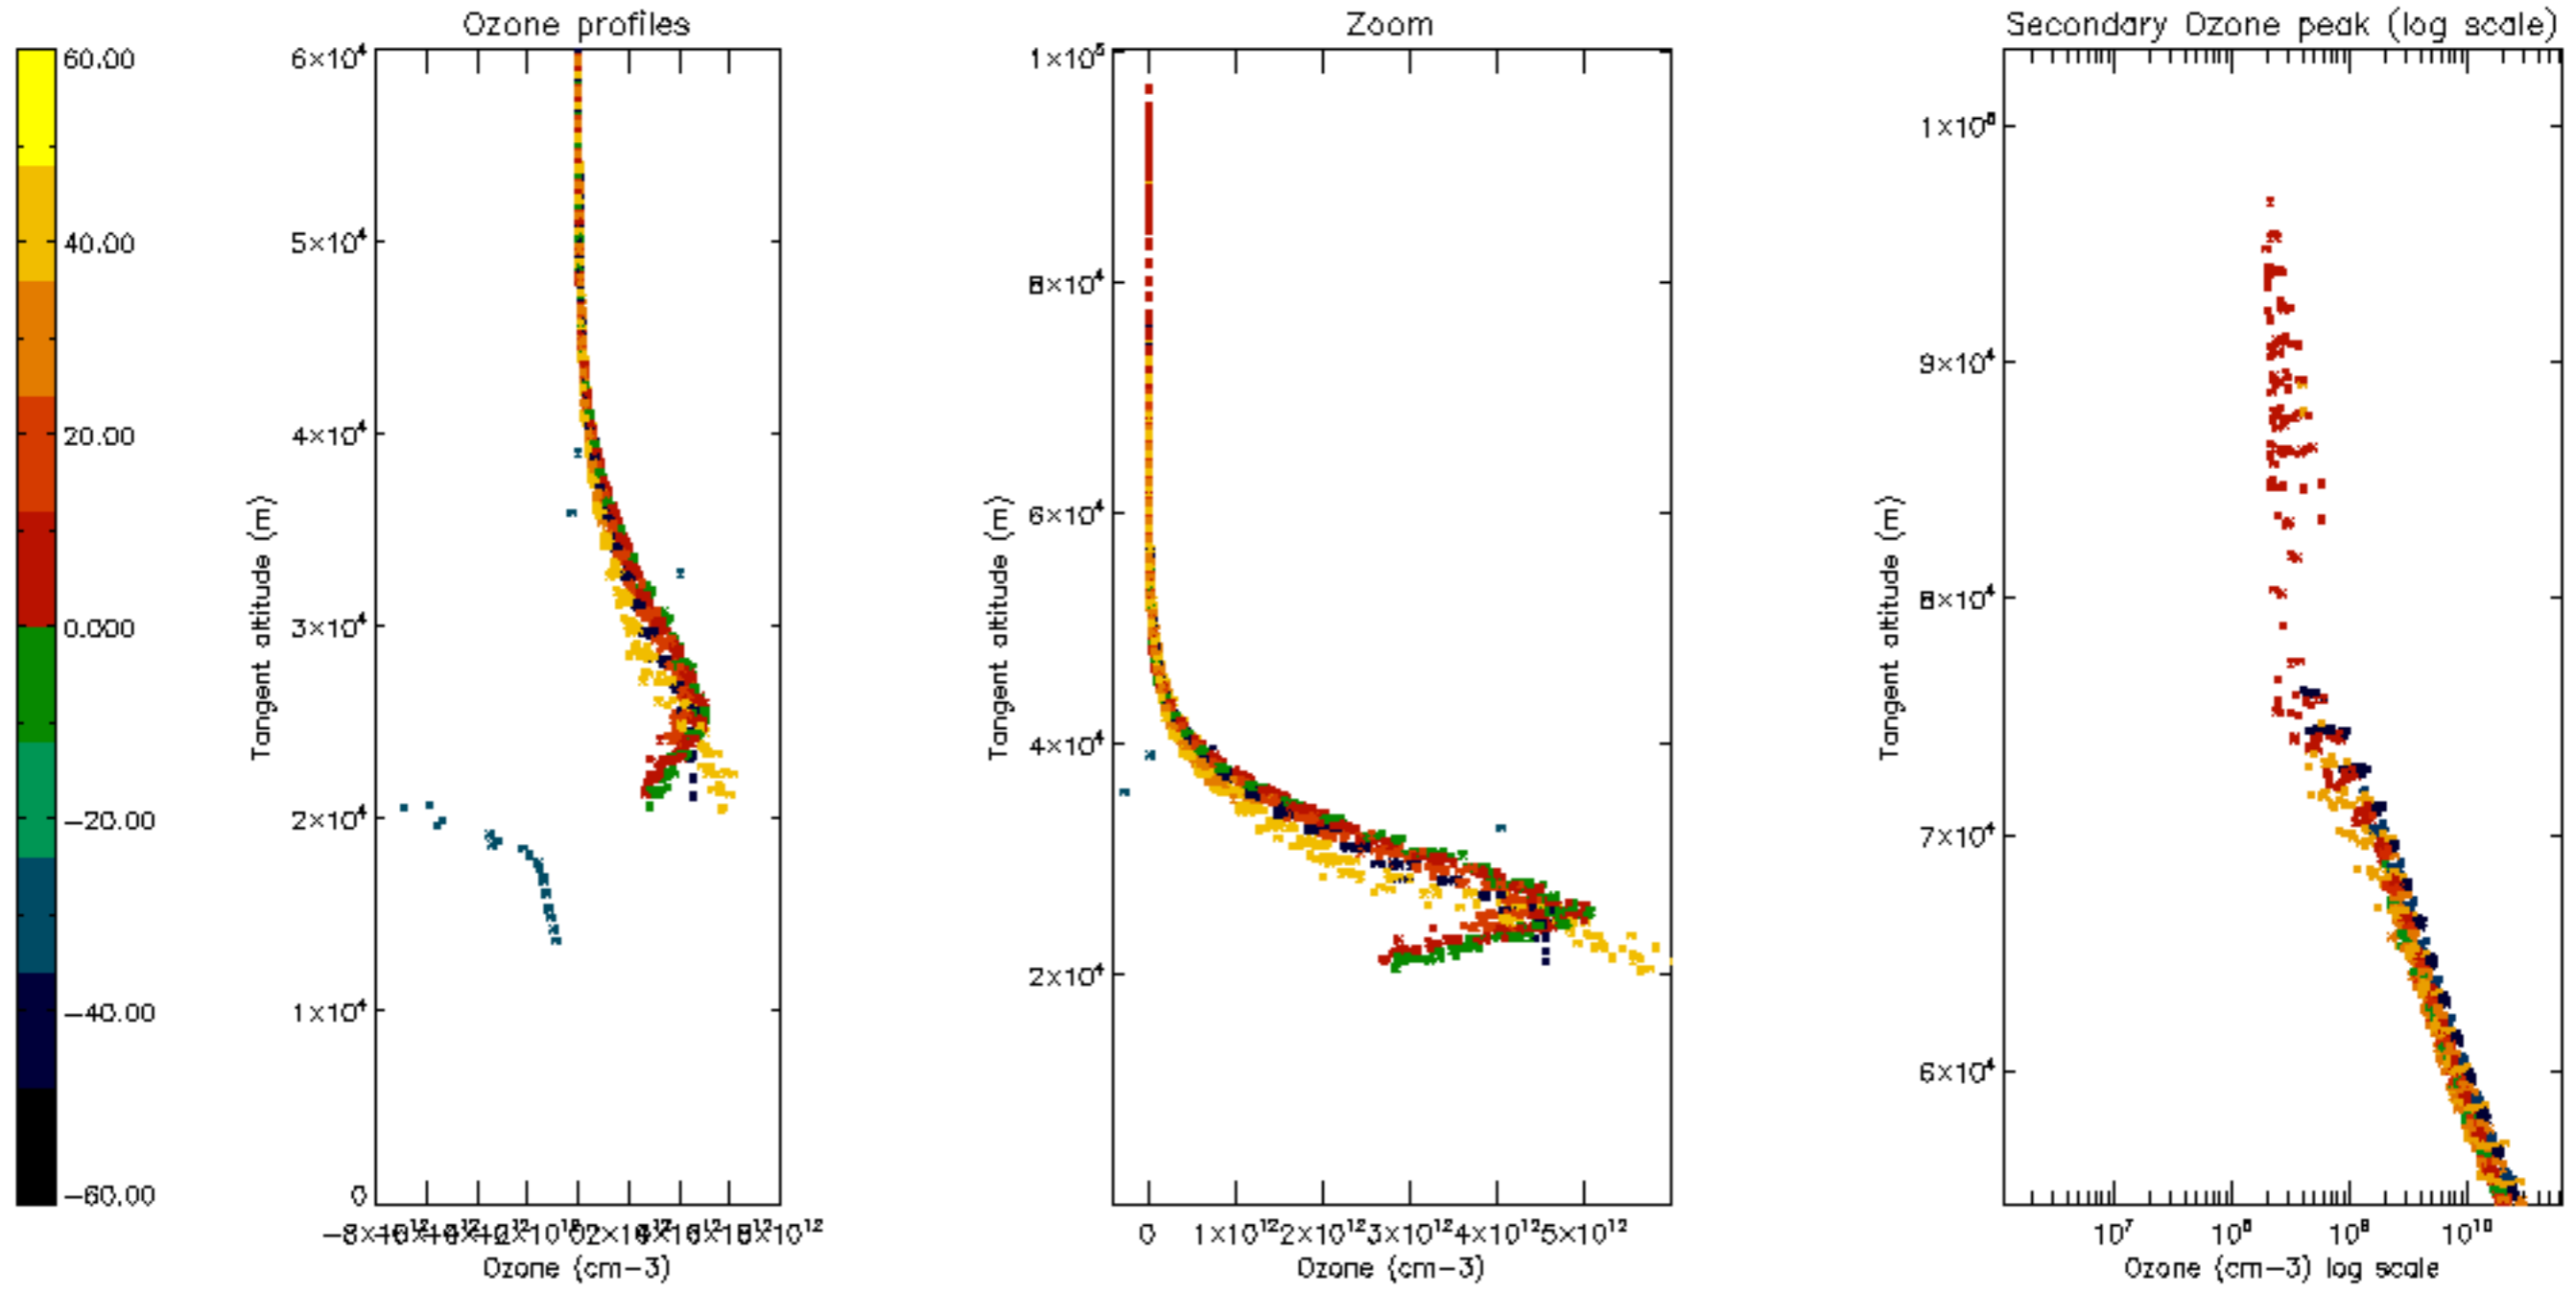 Ozone profiles
Zoom
Secondary Ozone peak (log scale)
60.00
40.00
20.00
0.000
−20.00
−40.00
−60.00
6×10⁴
5×10⁴
4×10⁴
3×10⁴
2×10⁴
1×10⁴
0
Tangent altitude (m)
Ozone (cm−3)
1×10⁵
8×10⁴
6×10⁴
4×10⁴
2×10⁴
Tangent altitude (m)
0 1×10¹² 2×10¹² 3×10¹² 4×10¹² 5×10¹²
Ozone (cm−3)
1×10⁵
9×10⁴
8×10⁴
7×10⁴
6×10⁴
Tangent altitude (m)
10⁷ 10⁸ 10⁹ 10¹⁰
Ozone (cm−3) log scale